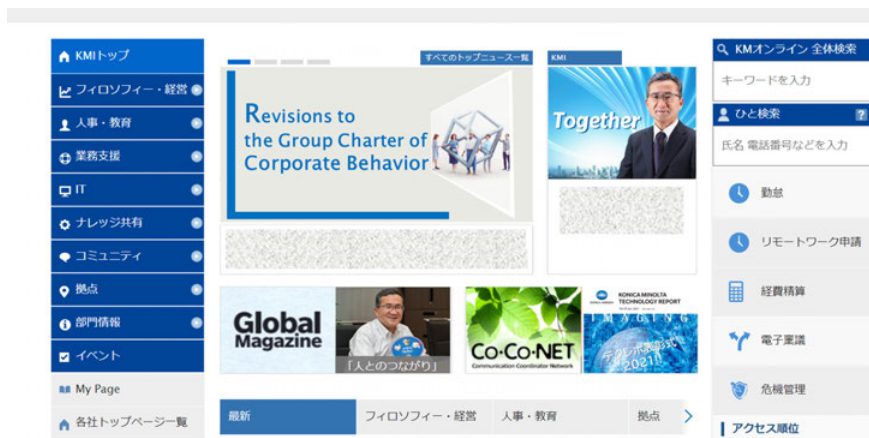 KMIトップ
フィロソフィー・経営
人事・教育
業務支援
IT
ナレッジ共有
コミュニティ
拠点
部門情報
イベント
My Page
各社トップページ一覧
すべてのトップニュース一覧
Revisions to
the Group Charter of
Corporate Behavior
KMI
Together
Global
Magazine
「人とのつながり」
Co·Co·NET
Communication Coordinator Network
KONICA MINOLTA
TECHNOLOGY REPORT
IMAGING
テクレポ表彰式
2021!!
最新
フィロソフィー・経営
人事・教育
拠点
KMオンライン 全体検索
キーワードを入力
ひと検索
?
氏名 電話番号などを入力
勤怠
リモートワーク申請
経費精算
電子稟議
危機管理
アクセス順位